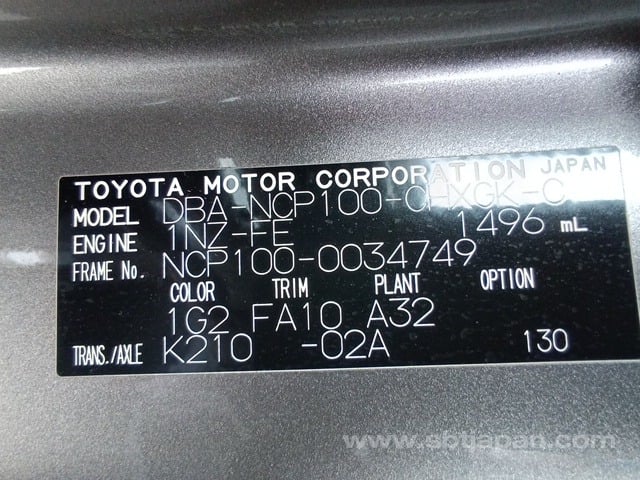 TOYOTA MOTOR CORPORATION JAPAN
MODEL DBA-NCP100-CHXGK-C
ENGINE 1NZ-FE 1496 mL
FRAME No. NCP100-0034749
COLOR TRIM PLANT OPTION
1G2 FA10 A32
TRANS./AXLE K210 -02A 130
www.sbtjapan.com